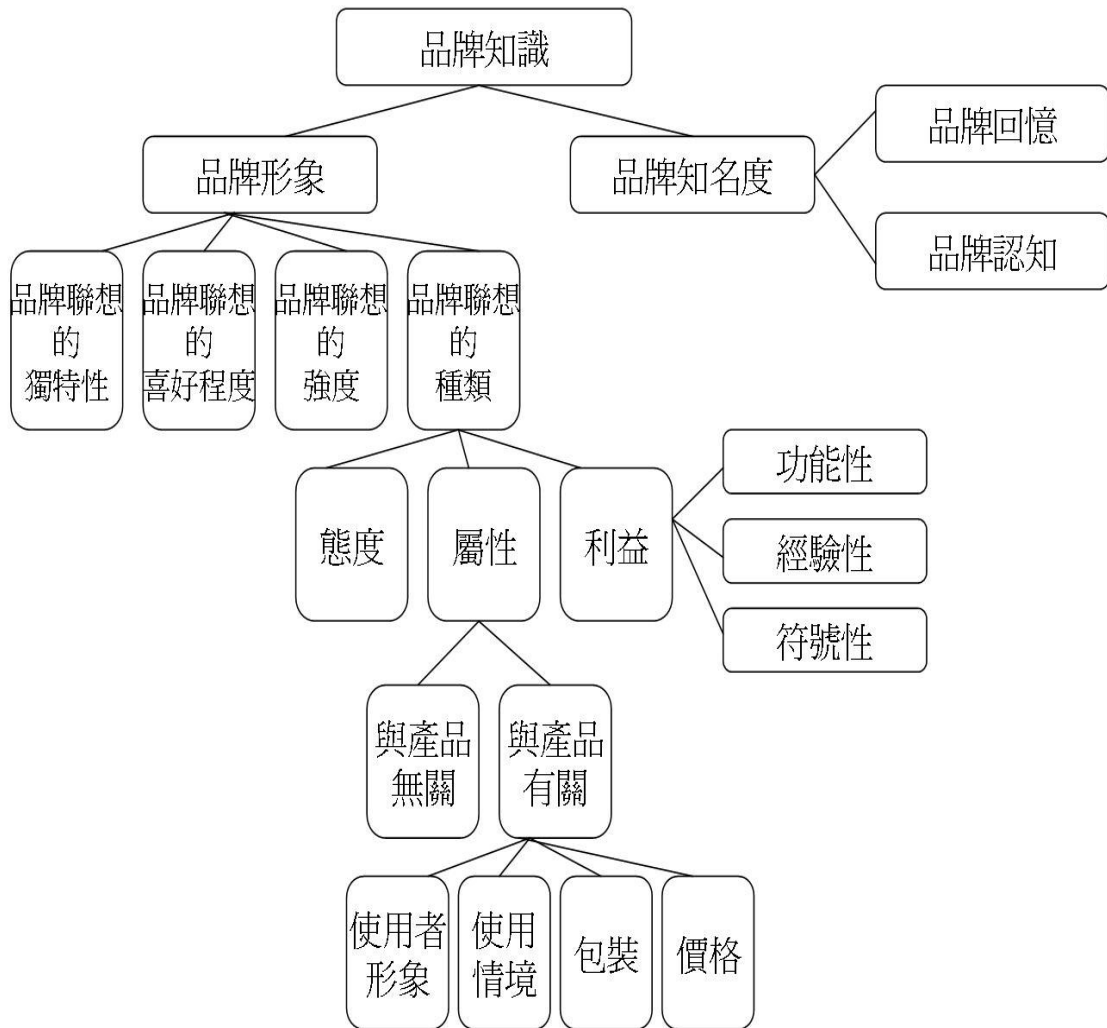 品牌知識
品牌回憶
品牌形象
品牌知名度
品牌認知
品牌聯想
的
獨特性
品牌聯想
的
喜好程度
品牌聯想
的
強度
品牌聯想
的
種類
功能性
態度
屬性
利益
經驗性
符號性
與產品
無關
與產品
有關
使用者
形象
使用
情境
包裝
價格